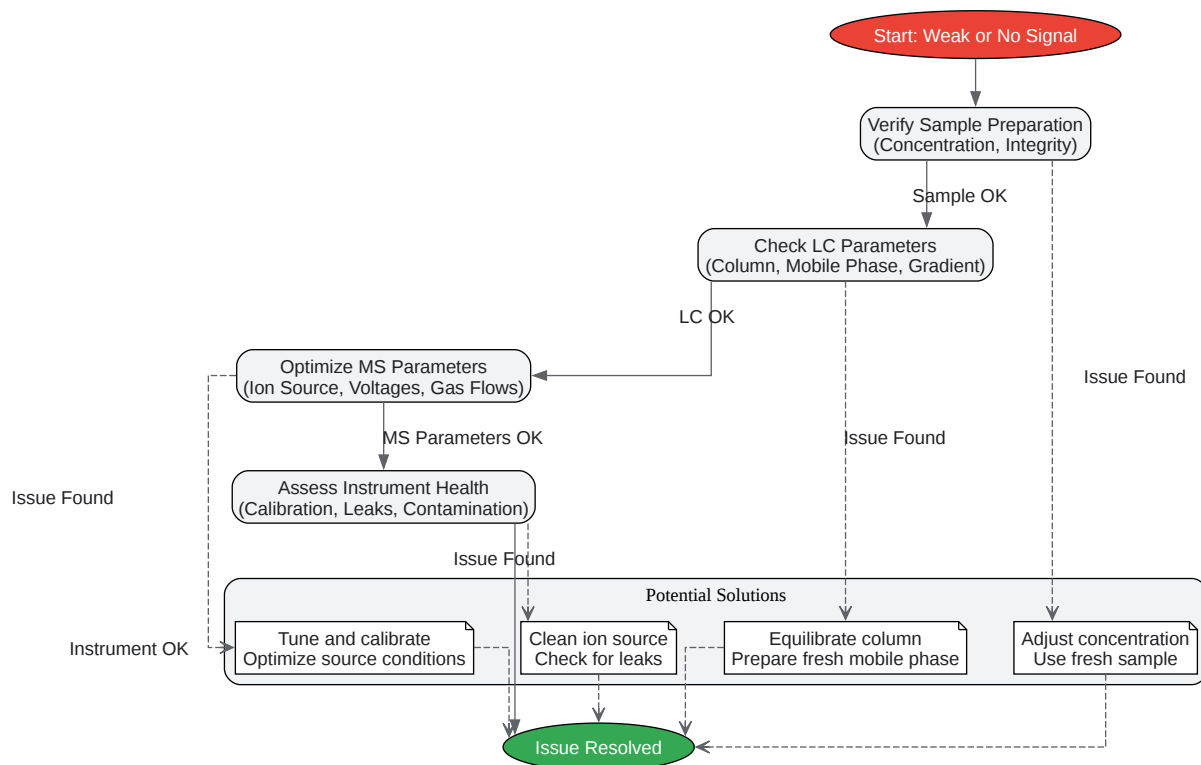 Start: Weak or No Signal
Verify Sample Preparation
(Concentration, Integrity)
Sample OK
Check LC Parameters
(Column, Mobile Phase, Gradient)
LC OK
Optimize MS Parameters
(Ion Source, Voltages, Gas Flows)
Issue Found
MS Parameters OK
Issue Found
Assess Instrument Health
(Calibration, Leaks, Contamination)
Issue Found
Issue Found
Potential Solutions
Instrument OK
Tune and calibrate
Optimize source conditions
Clean ion source
Check for leaks
Equilibrate column
Prepare fresh mobile phase
Adjust concentration
Use fresh sample
Issue Resolved